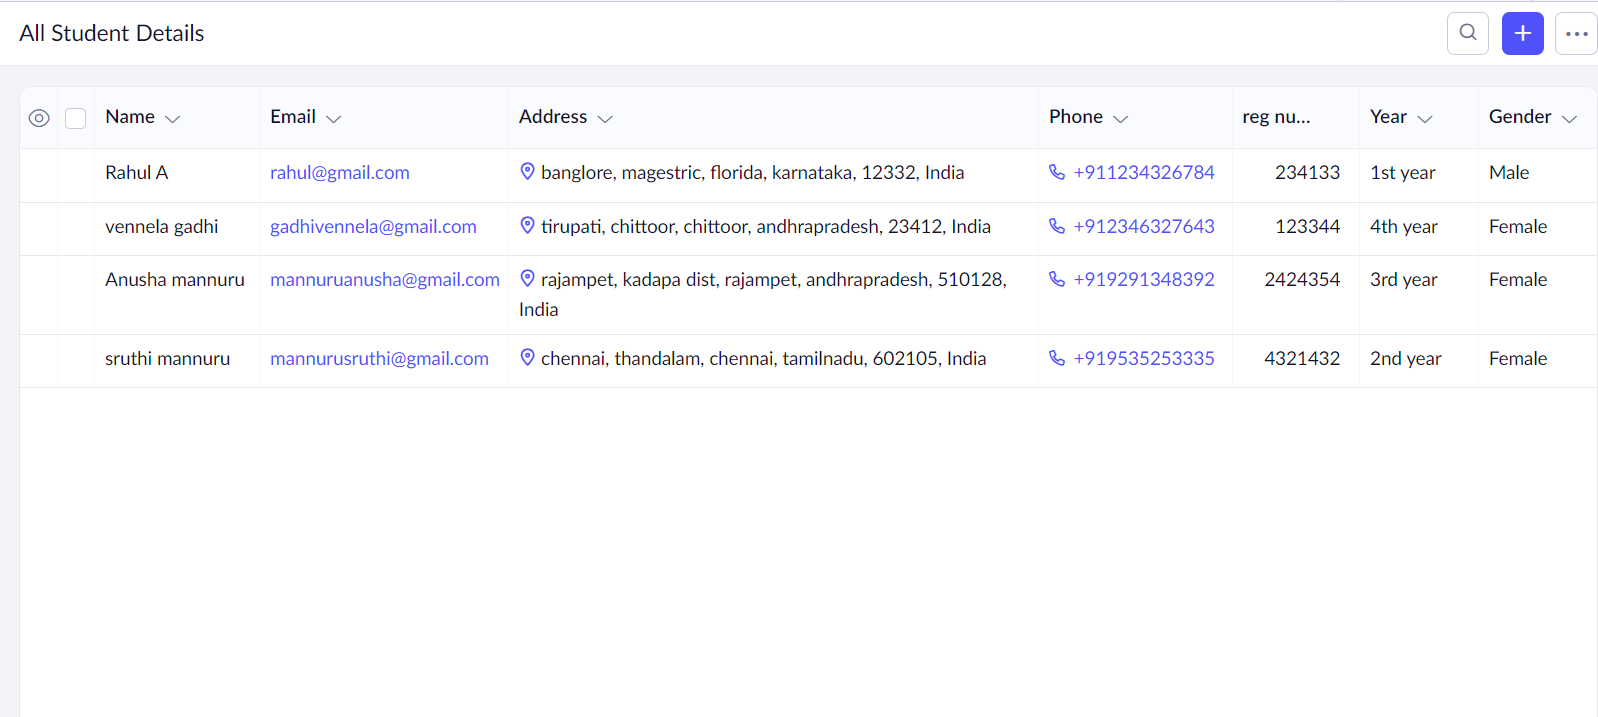 All Student Details
Name Email Address Phone reg nu... Year Gender
Rahul A rahul@gmail.com banglore, magestric, florida, karnataka, 12332, India +911234326784 234133 1st year Male
vennela gadhi gadhivennela@gmail.com tirupati, chittoor, chittoor, andhrapradesh, 23412, India +912346327643 123344 4th year Female
Anusha mannuru mannuruanusha@gmail.com rajampet, kadapa dist, rajampet, andhrapradesh, 510128, +919291348392 2424354 3rd year Female
India
sruthi mannuru mannurusruthi@gmail.com chennai, thandalam, chennai, tamilnadu, 602105, India +919535253335 4321432 2nd year Female